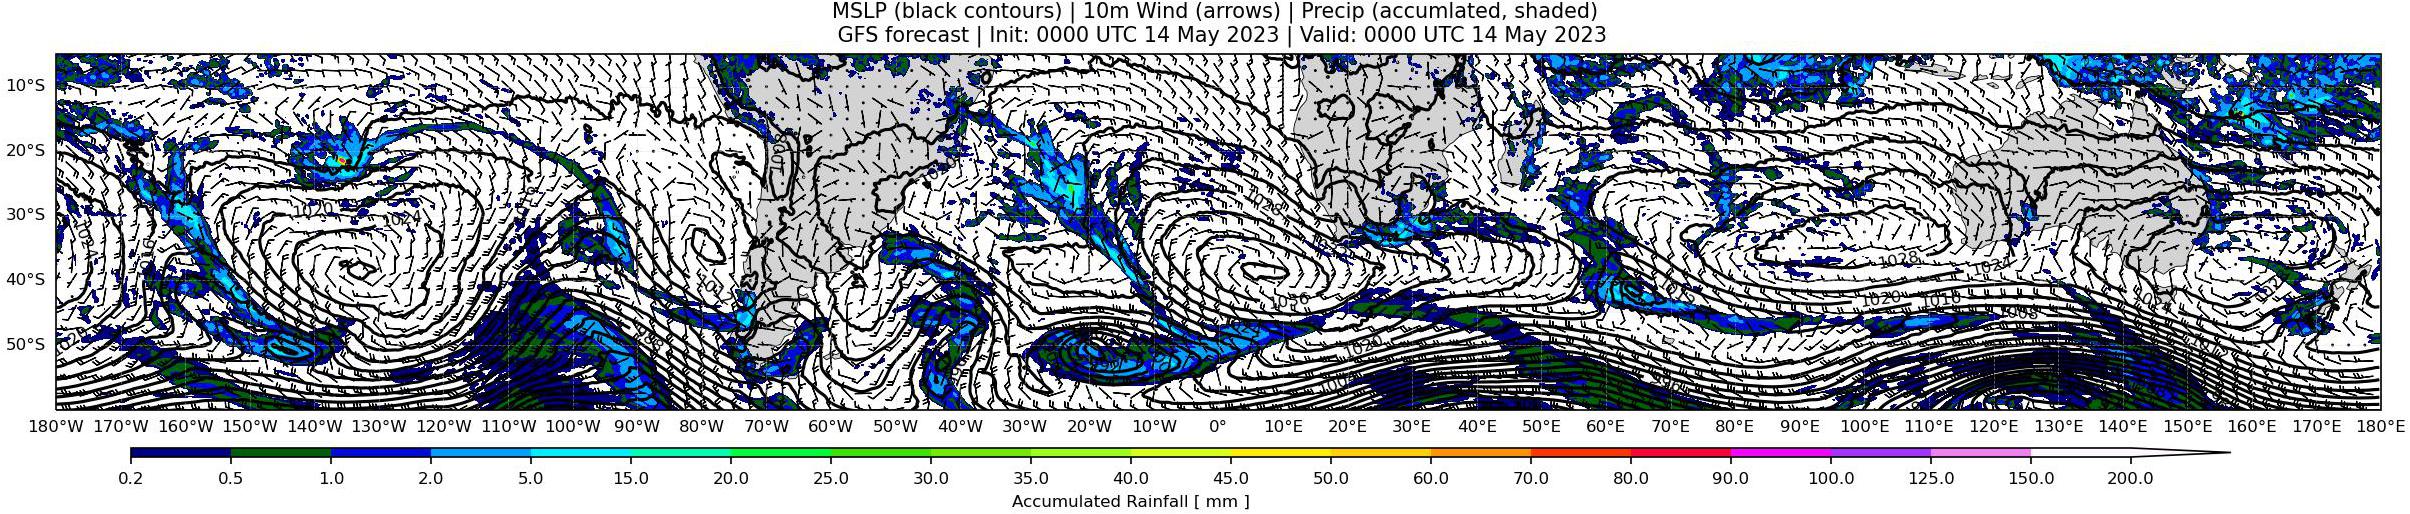 MSLP (black contours) | 10m Wind (arrows) | Precip (accumlated, shaded)
GFS forecast | Init: 0000 UTC 14 May 2023 | Valid: 0000 UTC 14 May 2023
10°S
20°S
30°S
40°S
50°S
1020
1024
1028
1036
1028
1024
1020
1016
1008
1020
180°W 170°W 160°W 150°W 140°W 130°W 120°W 110°W 100°W 90°W 80°W 70°W 60°W 50°W 40°W 30°W 20°W 10°W 0° 10°E 20°E 30°E 40°E 50°E 60°E 70°E 80°E 90°E 100°E 110°E 120°E 130°E 140°E 150°E 160°E 170°E 180°E
0.2 0.5 1.0 2.0 5.0 15.0 20.0 25.0 30.0 35.0 40.0 45.0 50.0 60.0 70.0 80.0 90.0 100.0 125.0 150.0 200.0
Accumulated Rainfall [ mm ]